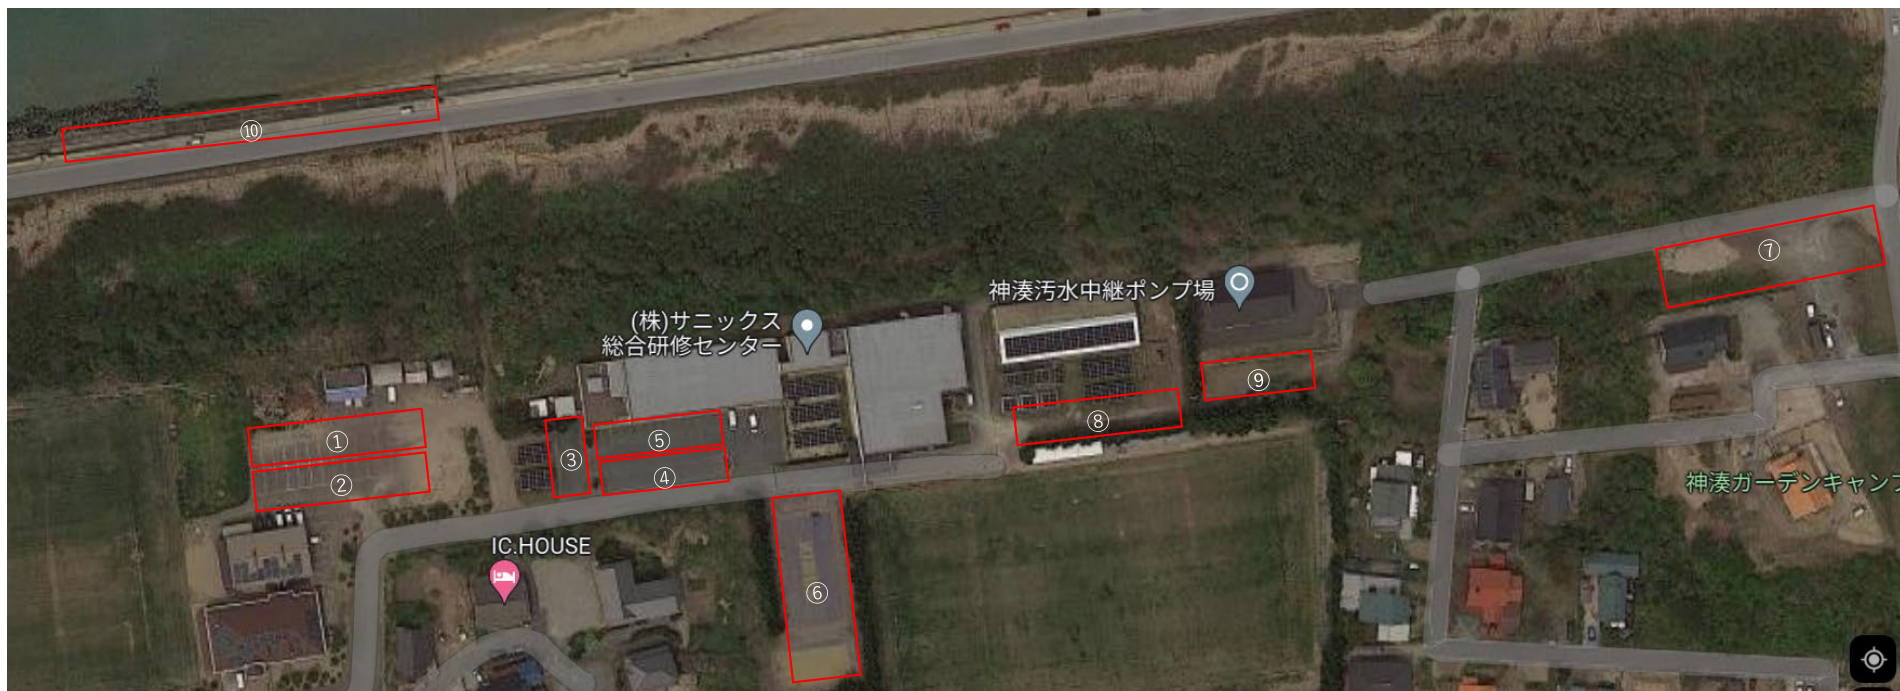 ⑩
⑦
神湊汚水中継ポンプ場
(株)サニックス
総合研修センター
⑨
⑧
①
⑤
③
④
②
神湊ガーデンキャンプ
IC.HOUSE
⑥